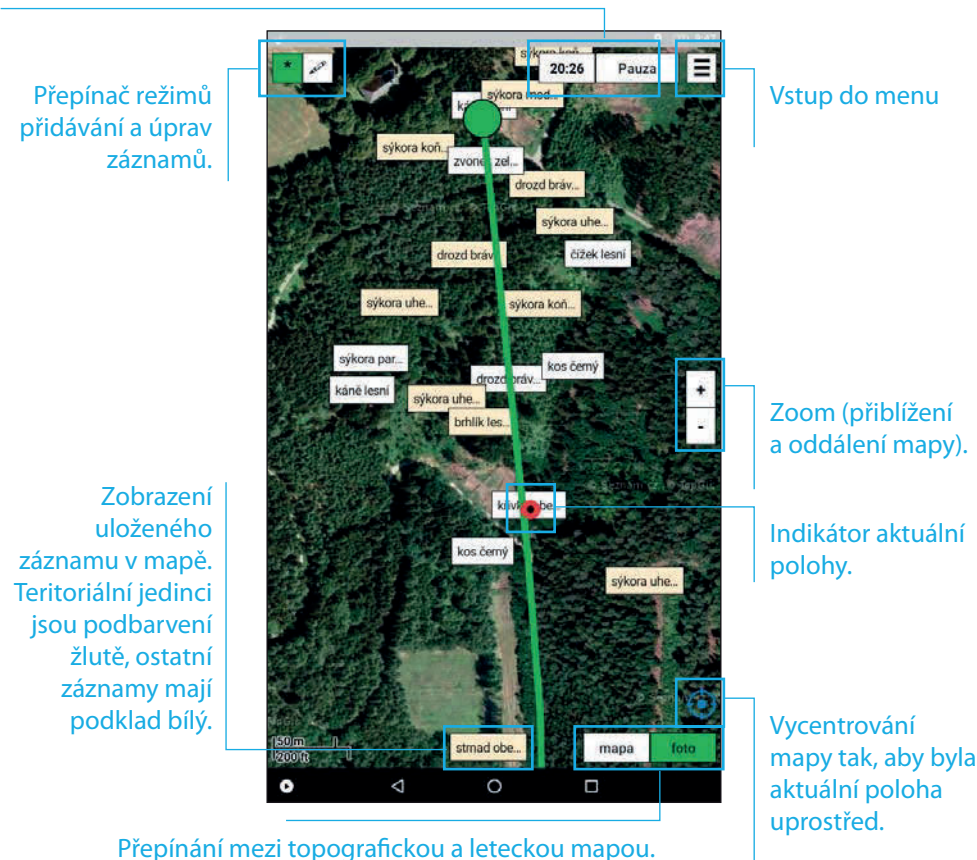 20:26
Pauza
*
Přepínač režimů
přidávání a úprav
záznamů.
Vstup do menu
sýkora koň...
sýkora mod...
sýkora koň...
zvonek zel...
drozd bráv...
sýkora uhe...
drozd bráv
čížek lesní
sýkora uhe...
sýkora koň...
sýkora par...
kos černý
káně lesní
drozd bráv...
sýkora uhe...
brhlík les...
+
-
Zoom (přiblížení
a oddálení mapy).
Zobrazení
uloženého
záznamu v mapě.
Teritoriální jedinci
jsou podbarvení
žlutě, ostatní
záznamy mají
podklad bílý.
kos černý
Indikátor aktuální
polohy.
sýkora uhe...
50 m
200 ft
strnad obe...
mapa
foto
Vycentrování
mapy tak, aby byla
aktuální poloha
uprostřed.
Přepínání mezi topografickou a leteckou mapou.